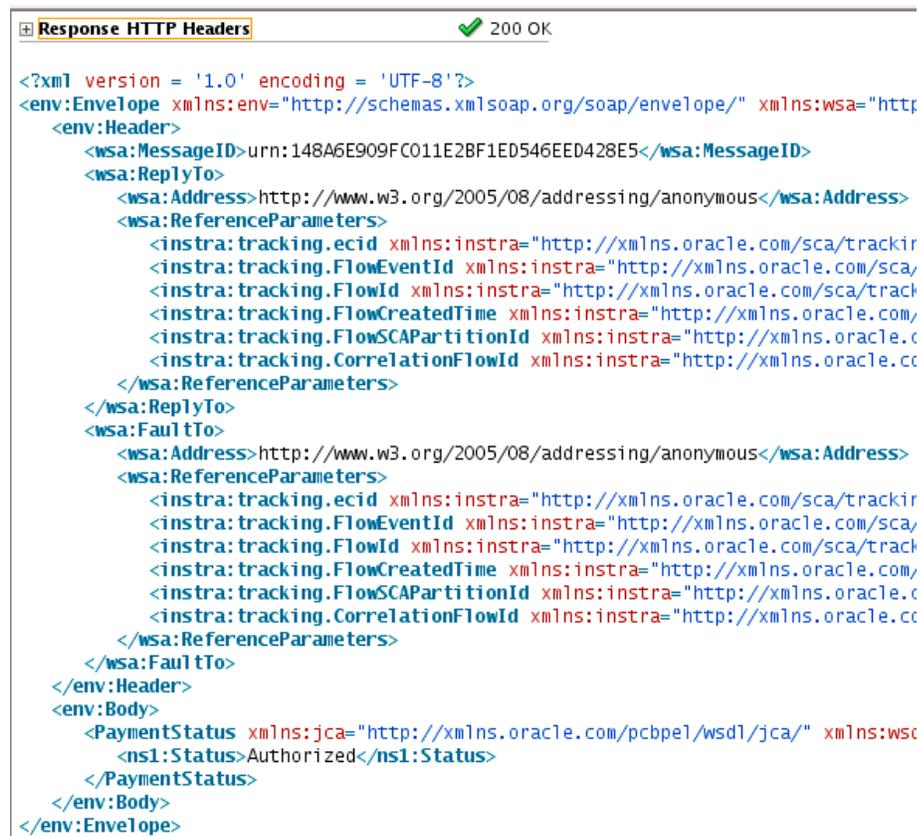 Response HTTP Headers 200 OK
<?xml version = '1.0' encoding = 'UTF-8'?>
<env:Envelope xmlns:env="http://schemas.xmlsoap.org/soap/envelope/" xmlns:wsa="http
<env:Header>
<wsa:MessageID>urn:148A6E909FC011E2BF1ED546EED428E5</wsa:MessageID>
<wsa:ReplyTo>
<wsa:Address>http://www.w3.org/2005/08/addressing/anonymous</wsa:Address>
<wsa:ReferenceParameters>
<instra:tracking.ecid xmlns:instra="http://xmlns.oracle.com/sca/trackin
<instra:tracking.FlowEventId xmlns:instra="http://xmlns.oracle.com/sca/
<instra:tracking.FlowId xmlns:instra="http://xmlns.oracle.com/sca/track
<instra:tracking.FlowCreatedTime xmlns:instra="http://xmlns.oracle.com/
<instra:tracking.FlowSCAPartitionId xmlns:instra="http://xmlns.oracle.c
<instra:tracking.CorrelationFlowId xmlns:instra="http://xmlns.oracle.co
</wsa:ReferenceParameters>
</wsa:ReplyTo>
<wsa:FaultTo>
<wsa:Address>http://www.w3.org/2005/08/addressing/anonymous</wsa:Address>
<wsa:ReferenceParameters>
<instra:tracking.ecid xmlns:instra="http://xmlns.oracle.com/sca/trackin
<instra:tracking.FlowEventId xmlns:instra="http://xmlns.oracle.com/sca/
<instra:tracking.FlowId xmlns:instra="http://xmlns.oracle.com/sca/track
<instra:tracking.FlowCreatedTime xmlns:instra="http://xmlns.oracle.com/
<instra:tracking.FlowSCAPartitionId xmlns:instra="http://xmlns.oracle.c
<instra:tracking.CorrelationFlowId xmlns:instra="http://xmlns.oracle.co
</wsa:ReferenceParameters>
</wsa:FaultTo>
</env:Header>
<env:Body>
<PaymentStatus xmlns:jca="http://xmlns.oracle.com/pcbpel/wsdl/jca/" xmlns:wsd
<ns1:Status>Authorized</ns1:Status>
</PaymentStatus>
</env:Body>
</env:Envelope>